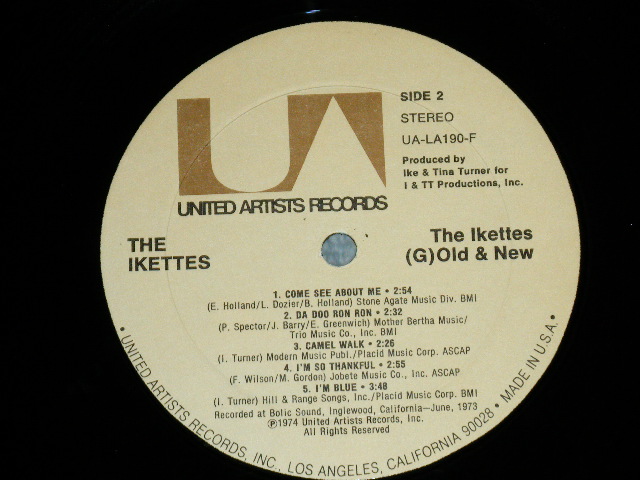 UA
UNITED ARTISTS RECORDS
SIDE 2
STEREO
UA-LA190-F
Produced by
Ike & Tina Turner for
I & TT Productions, Inc.
THE
IKETTES
The Ikettes
(G)Old & New
1. COME SEE ABOUT ME • 2:54
(E. Holland/L. Dozier/B. Holland) Stone Agate Music Div. BMI
2. DA DOO RON RON • 2:32
(P. Spector/J. Barry/E. Greenwich) Mother Bertha Music/
Trio Music Co., Inc. BMI
3. CAMEL WALK • 2:26
(I. Turner) Modern Music Publ./Placid Music Corp. ASCAP
4. I'M SO THANKFUL • 2:55
(F. Wilson/M. Gordon) Jobete Music Co., Inc. ASCAP
5. I'M BLUE • 3:48
(I. Turner) Hill & Range Songs, Inc./Placid Music Corp. BMI
Recorded at Bolic Sound, Inglewood, California—June, 1973
℗1974 United Artists Records, Inc.
All Rights Reserved
• UNITED ARTISTS RECORDS, INC., LOS ANGELES, CALIFORNIA 90028 • MADE IN U.S.A. •